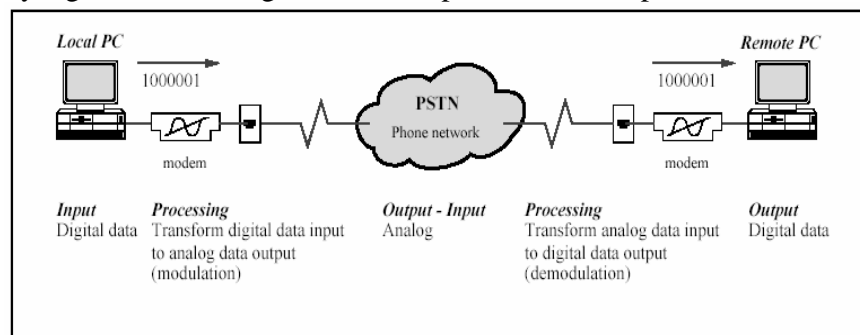 Local PC
Remote PC
1000001
1000001
PSTN
Phone network
modem
modem
Input
Digital data
Processing
Transform digital data input
to analog data output
(modulation)
Output - Input
Analog
Processing
Transform analog data input
to digital data output
(demodulation)
Output
Digital data